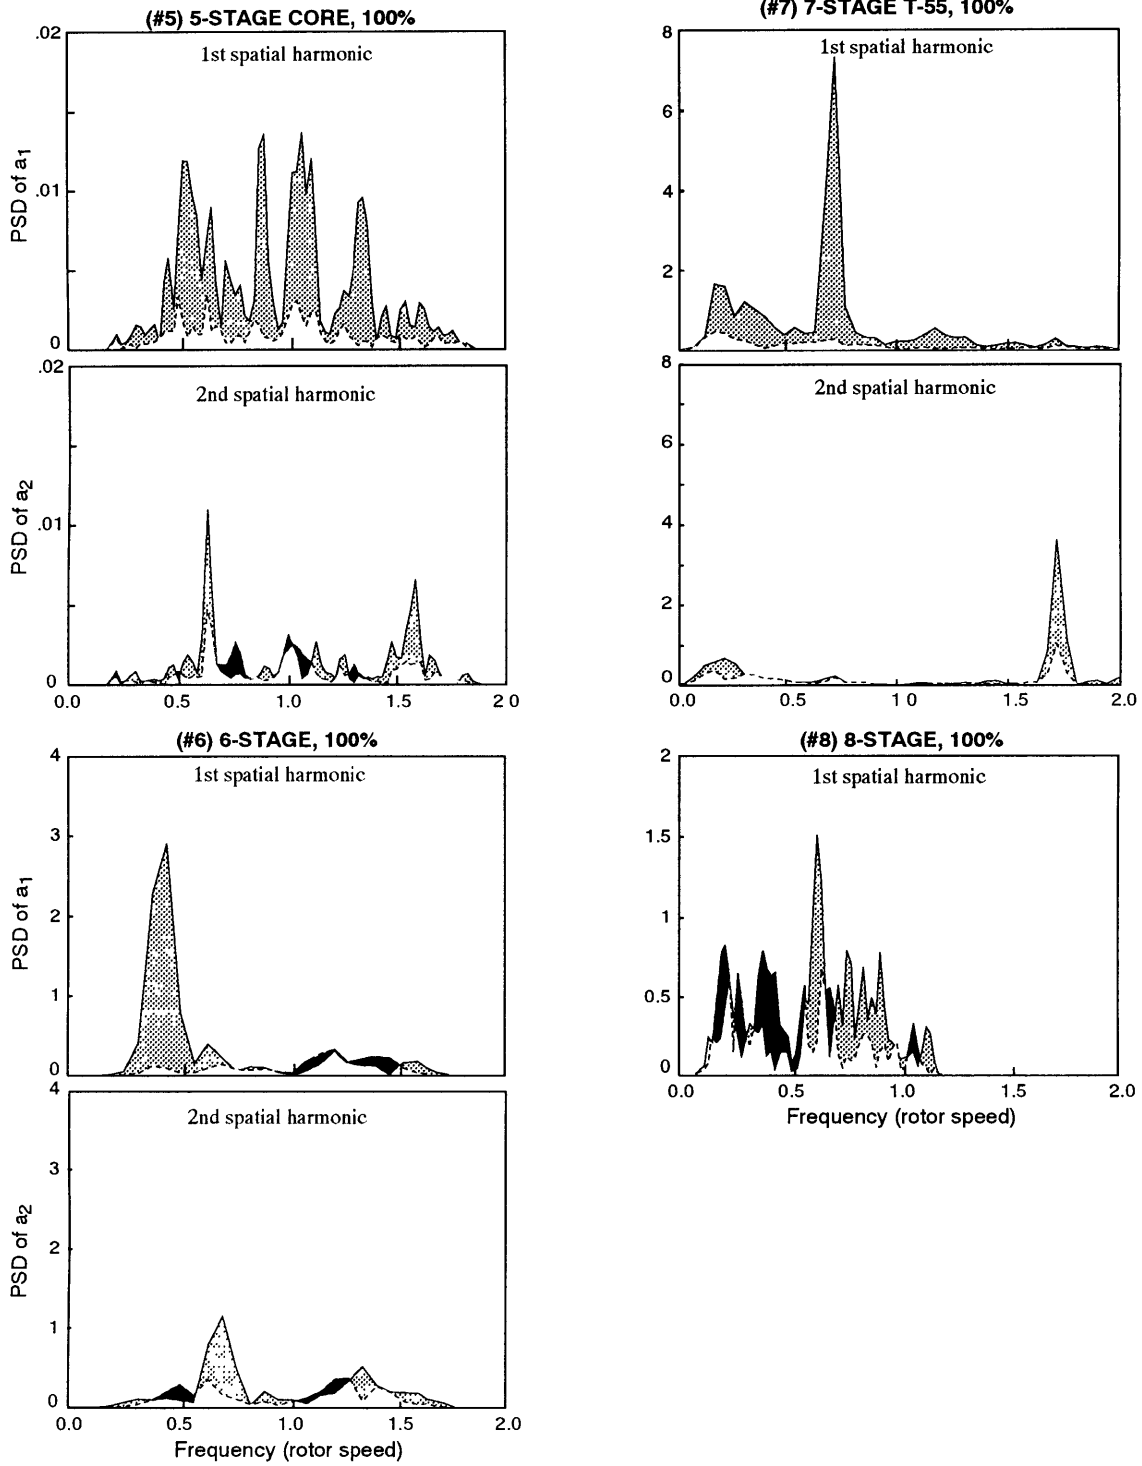 (#5) 5-STAGE CORE, 100%
1st spatial harmonic
.02
.01
0
PSD of a1
2nd spatial harmonic
.02
.01
0
PSD of a2
0.0 0.5 1.0 1.5 2 0
(#7) 7-STAGE T-55, 100%
1st spatial harmonic
8
6
4
2
0
2nd spatial harmonic
8
6
4
2
0
0.0 0.5 1 0 1.5 2.0
(#6) 6-STAGE, 100%
1st spatial harmonic
4
3
2
1
0
PSD of a1
2nd spatial harmonic
4
3
2
1
0
PSD of a2
0.0 0.5 1.0 1.5 2.0
Frequency (rotor speed)
(#8) 8-STAGE, 100%
1st spatial harmonic
2
1.5
1
0.5
0
0.0 0.5 1.0 1.5 2.0
Frequency (rotor speed)